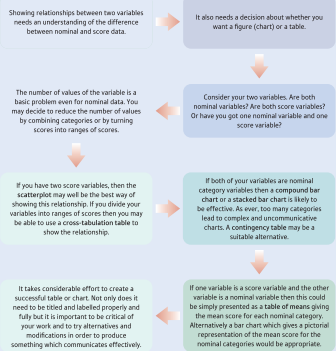 Showing relationships between two variables
needs an understanding of the difference
between nominal and score data.
It also needs a decision about whether you
want a figure (chart) or a table.
Consider your two variables. Are both
nominal variables? Are both score variables?
Or have you got one nominal variable and one
score variable?
The number of values of the variable is a
basic problem even for nominal data. You
may decide to reduce the number of values
by combining categories or by turning
scores into ranges of scores.
If you have two score variables, then the
scatterplot may well be the best way of
showing this relationship. If you divide your
variables into ranges of scores then you may
be able to use a cross-tabulation table to
show the relationship.
If both of your variables are nominal
category variables then a compound bar
chart or a stacked bar chart is likely to
be effective. As ever, too many categories
lead to complex and uncommunicative
charts. A contingency table may be a
suitable alternative.
If one variable is a score variable and the other
variable is a nominal variable then this could
be simply presented as a table of means giving
the mean score for each nominal category.
Alternatively a bar chart which gives a pictorial
representation of the mean score for the
nominal categories would be appropriate.
It takes considerable effort to create a
successful table or chart. Not only does it
need to be titled and labelled properly and
fully but it is important to be critical of
your work and to try alternatives and
modifications in order to produce
something which communicates effectively.